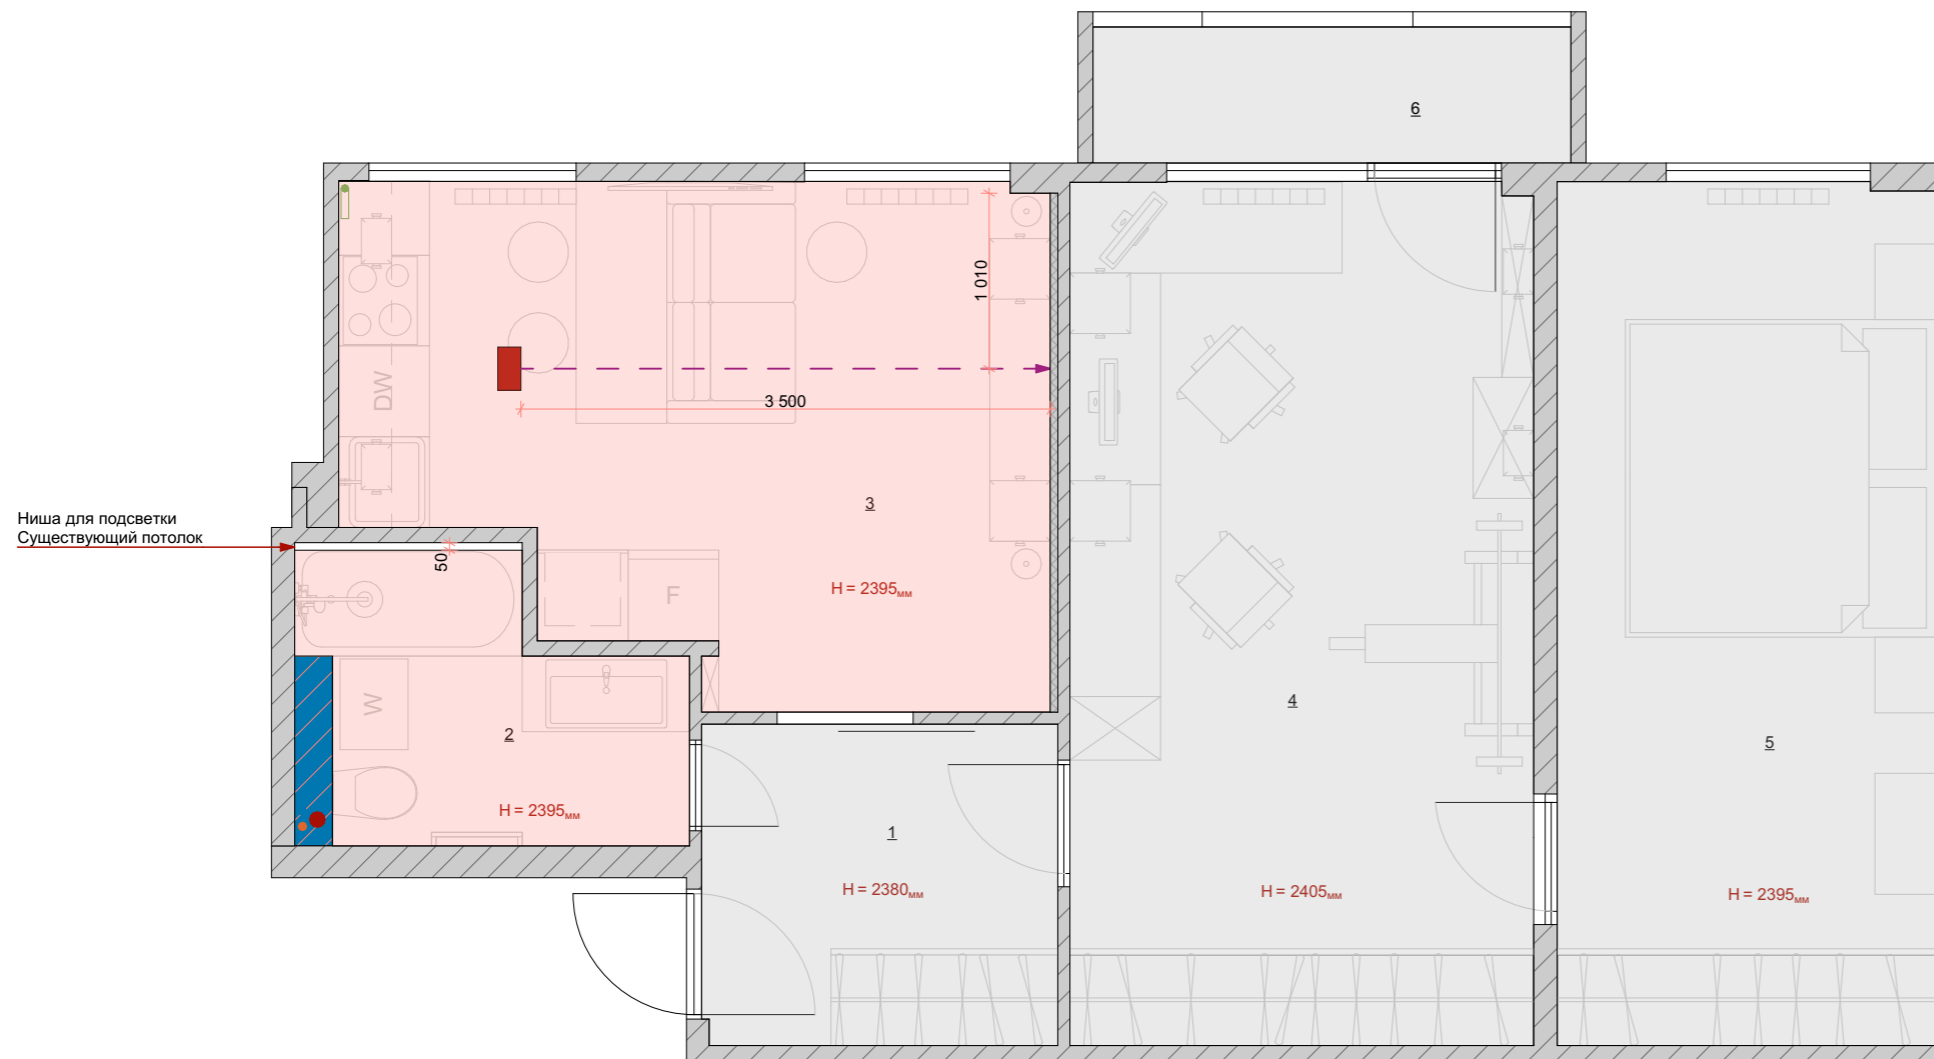 6
1 010
DW
3 500
3
Ниша для подсветки
Существующий потолок
50
F
H = 2395мм
W
2
4
5
H = 2395мм
1
H = 2380мм
H = 2405мм
H = 2395мм